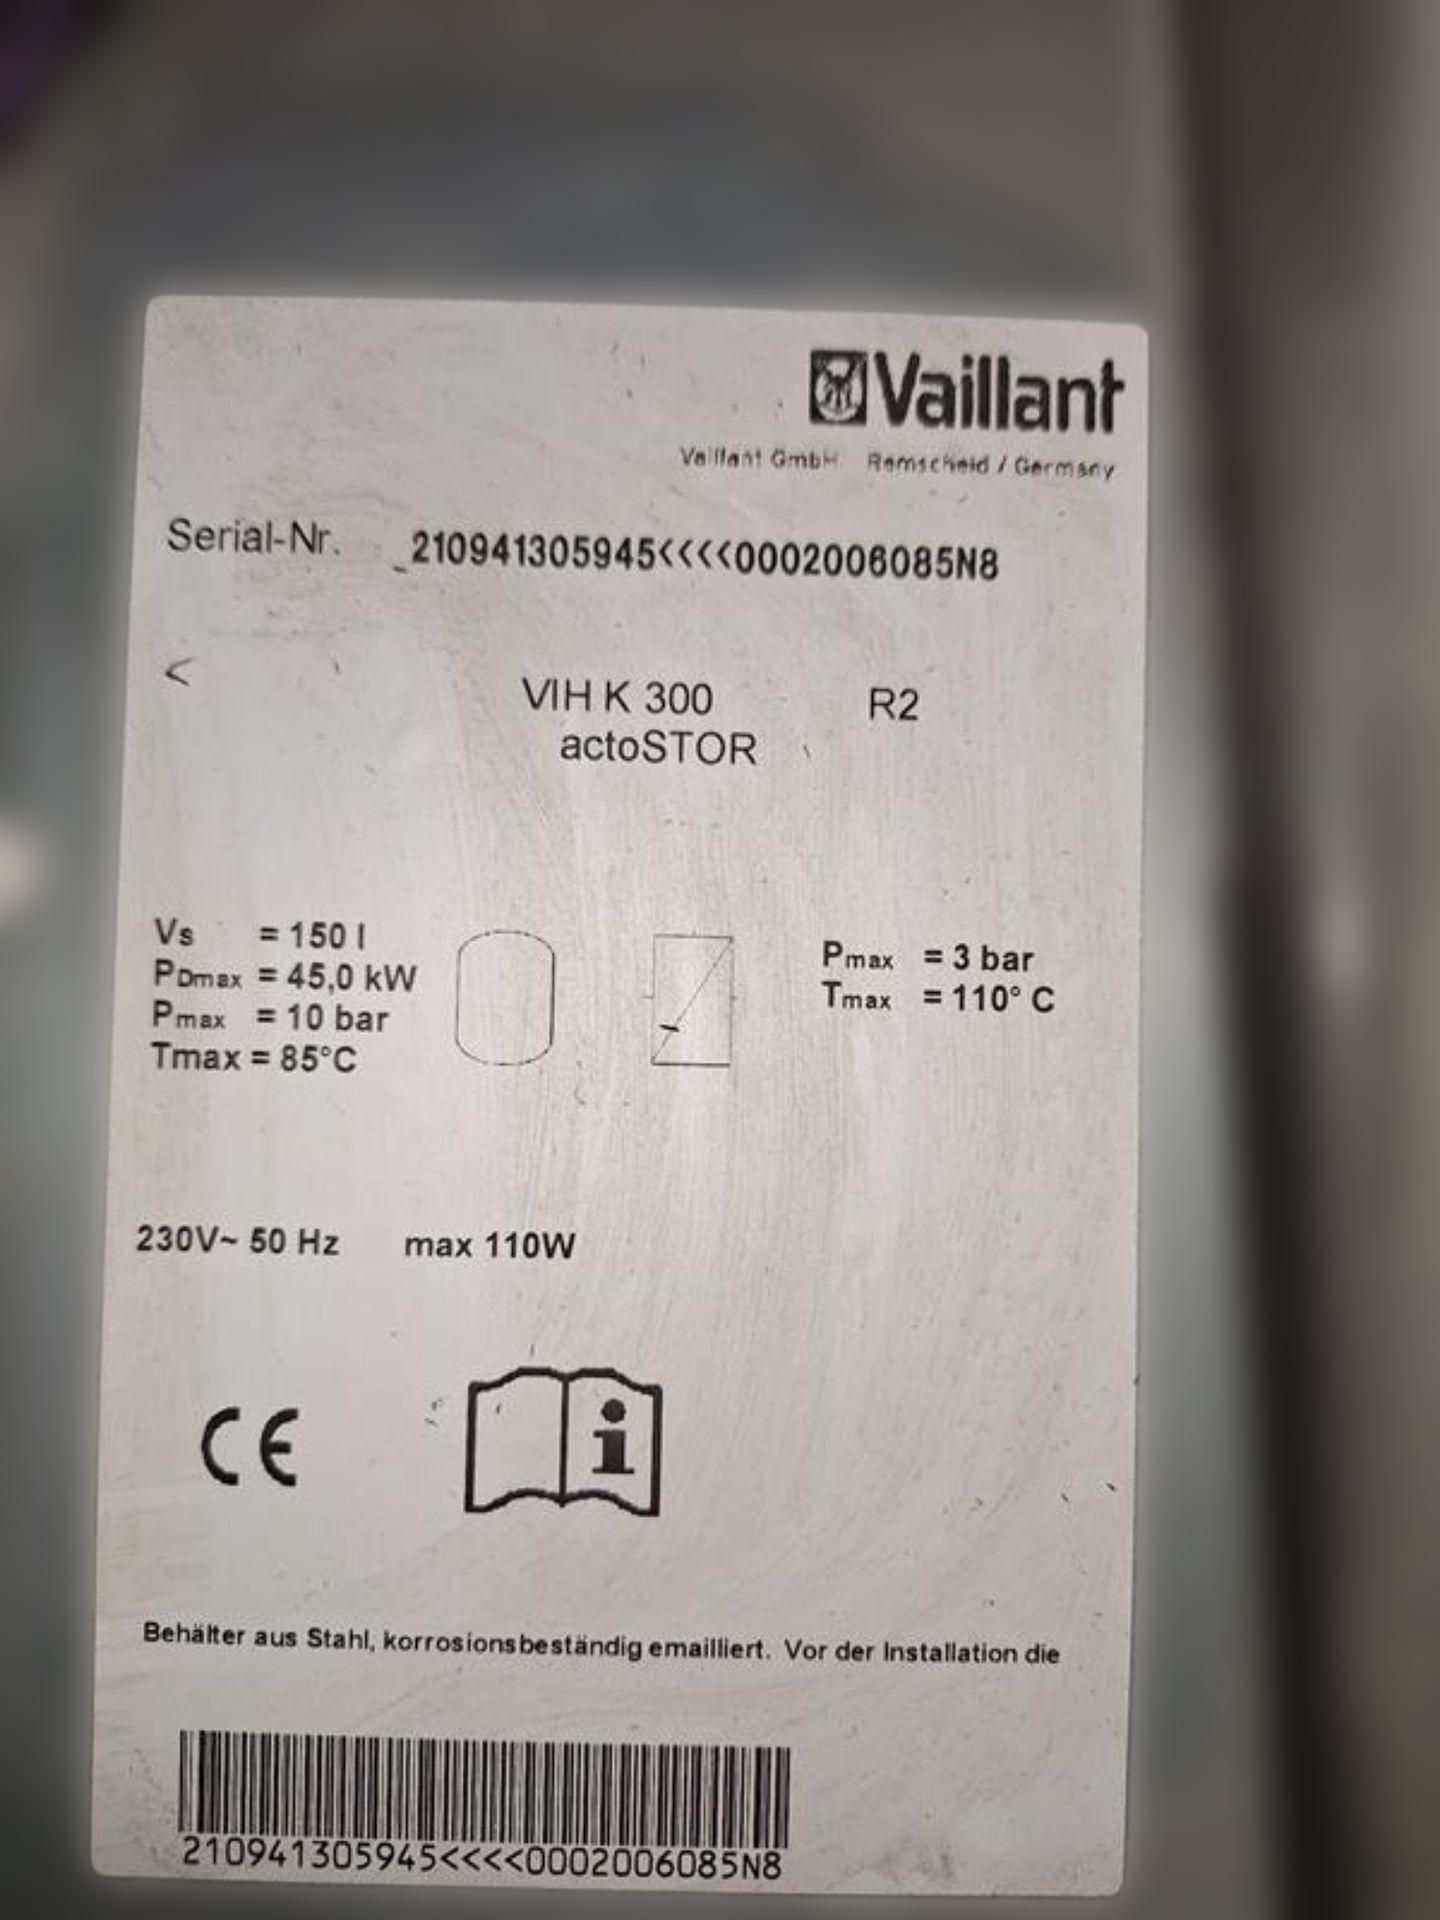 Vaillant
Vaillant GmbH Remscheid / Germany
Serial-Nr. 210941305945<<<<0002006085N8
<
VIH K 300 R2
actoSTOR
Vs = 150 l
PDmax = 45,0 kW
Pmax = 10 bar
Tmax = 85°C
Pmax = 3 bar
Tmax = 110° C
230V~ 50 Hz max 110W
CE
i
Behälter aus Stahl, korrosionsbeständig emailliert. Vor der Installation die
210941305945<<<<0002006085N8